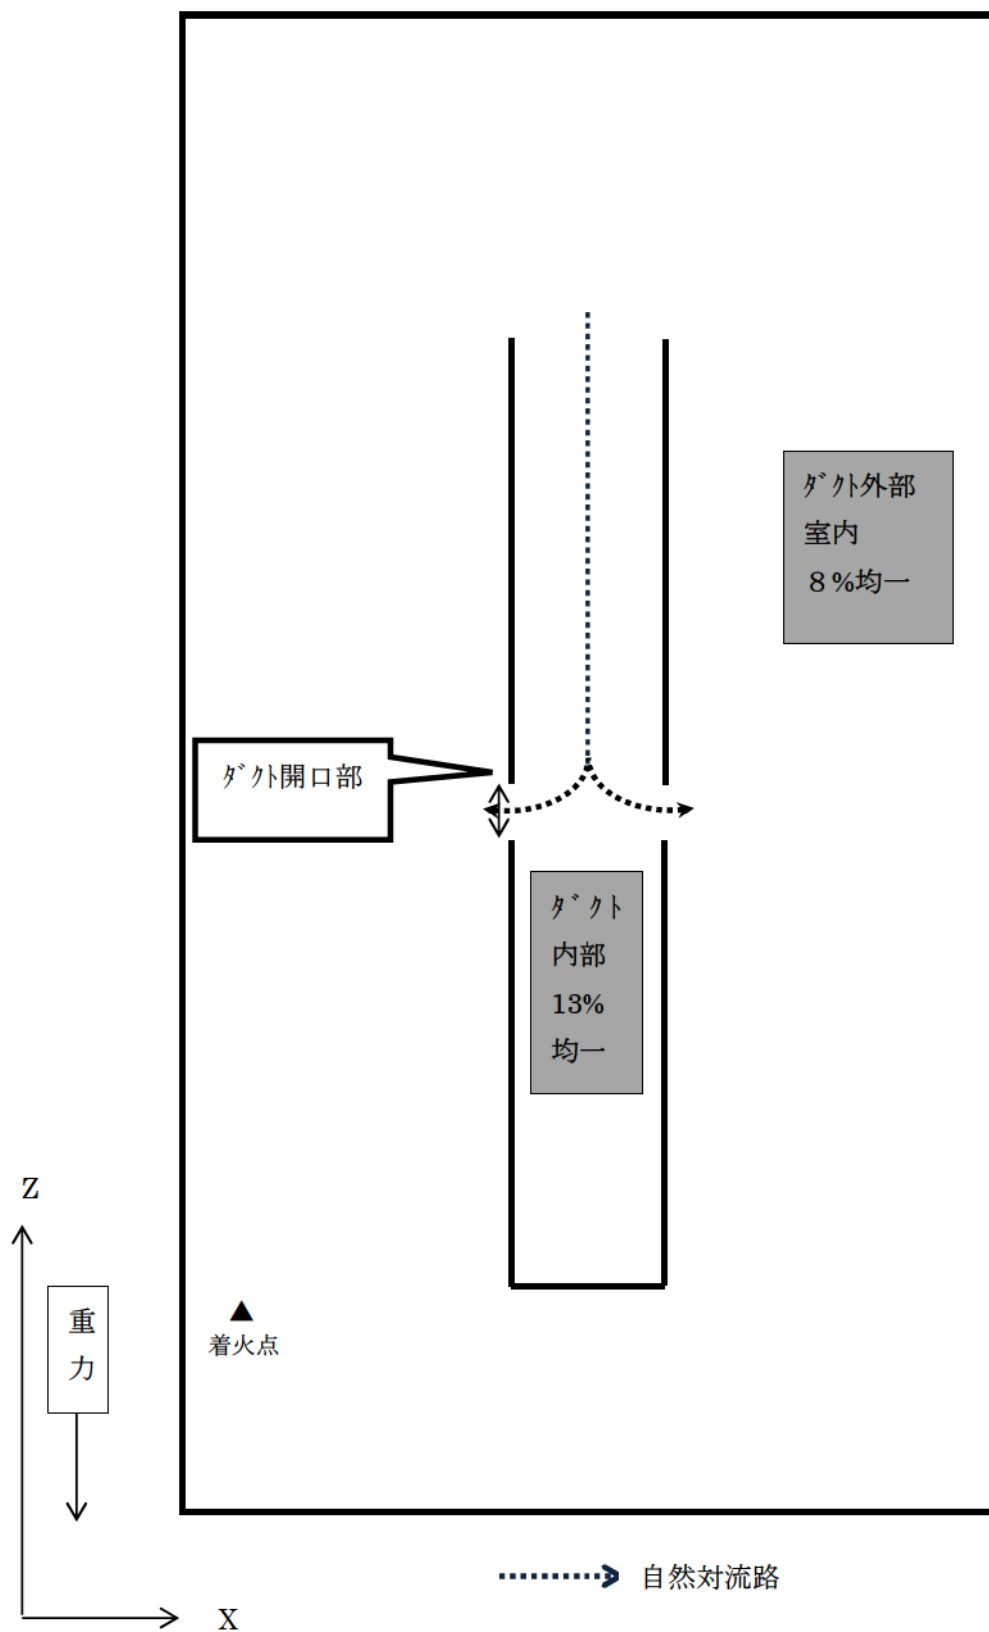 ﾀﾞｸﾄ外部
室内
８%均一
ﾀﾞｸﾄ開口部
ﾀﾞｸﾄ
内部
13%
均一
Z
重
力
▲
着火点
自然対流路
X